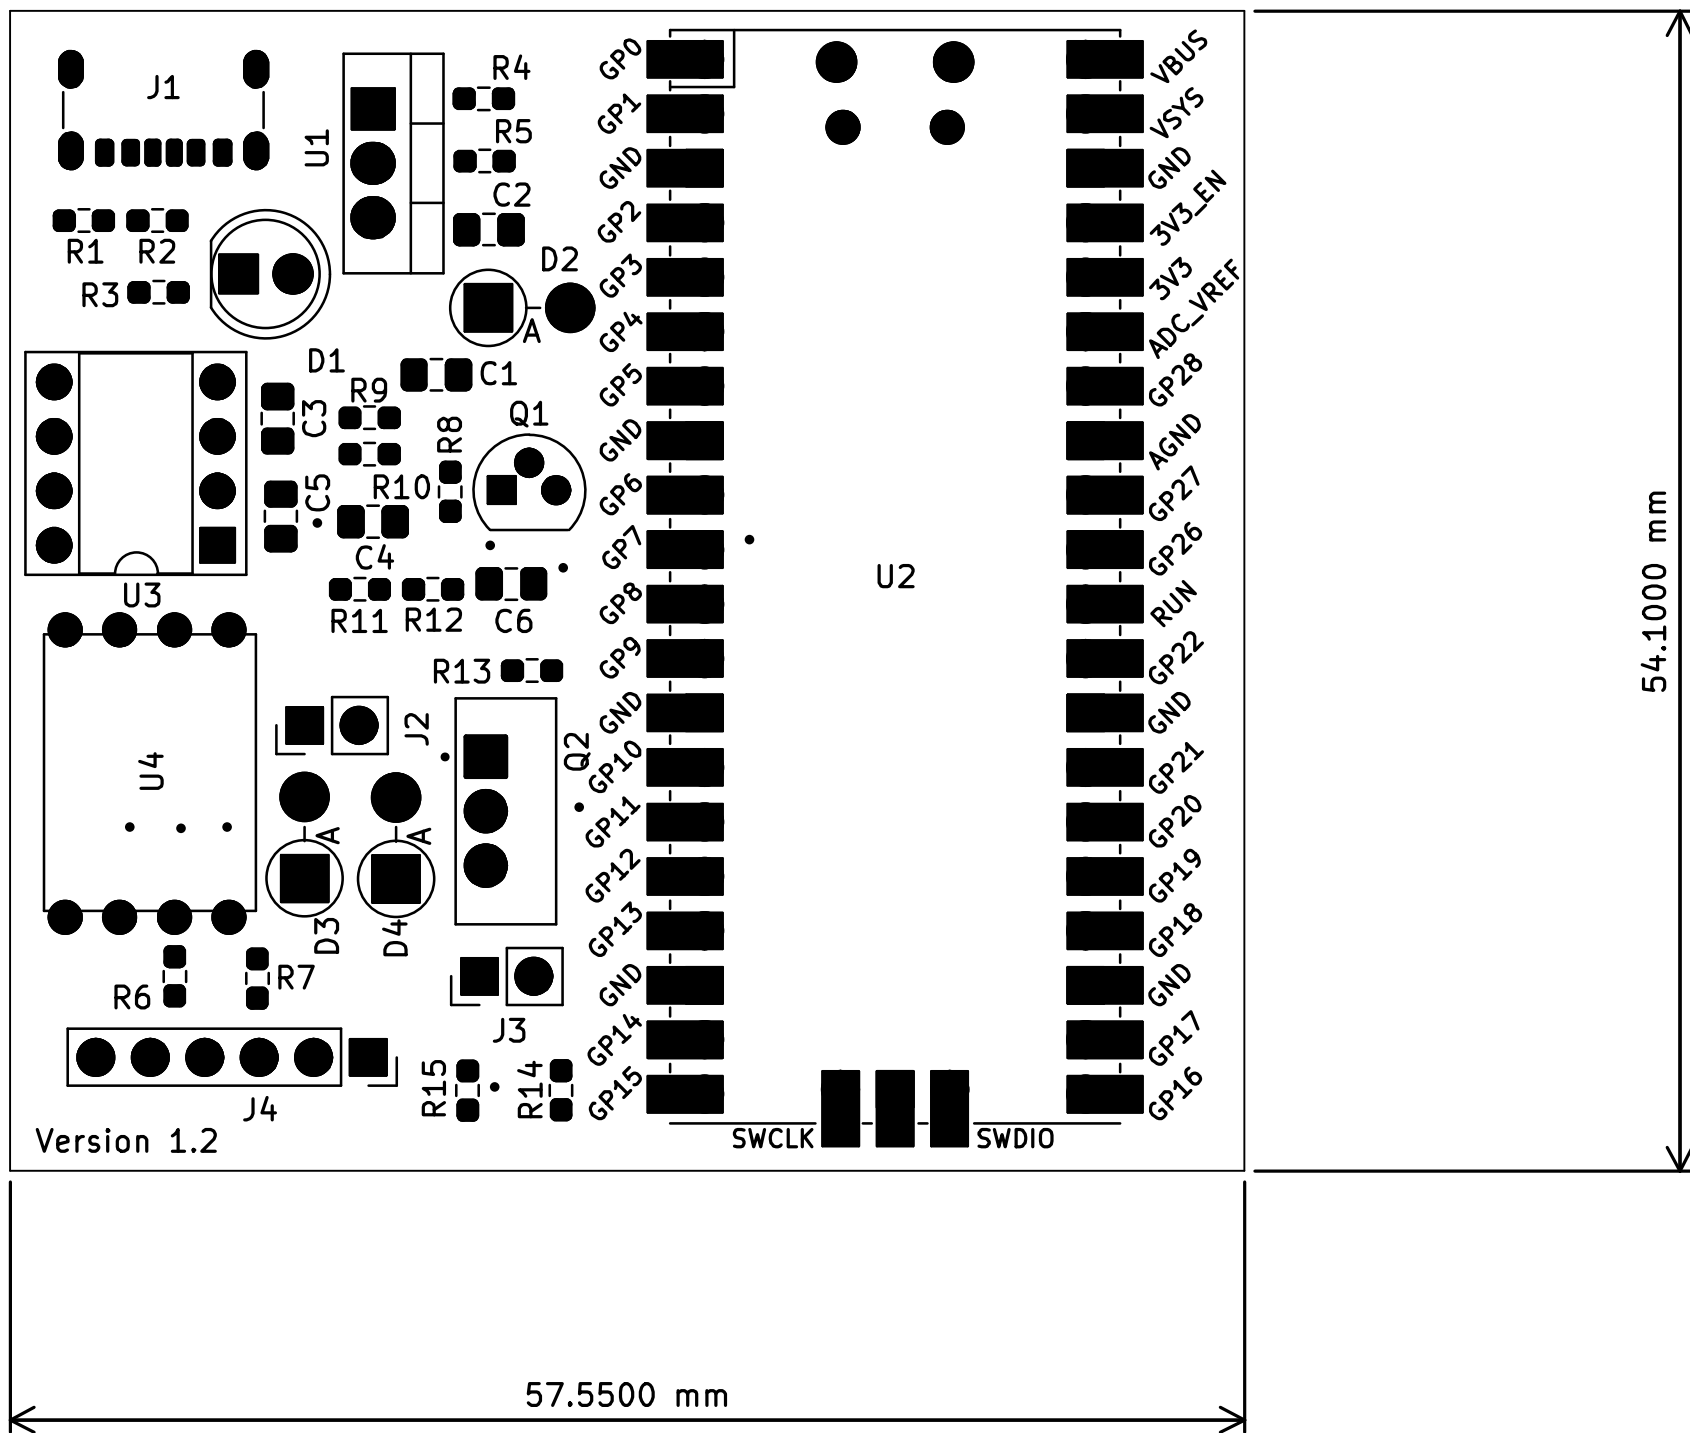 J1
U1
R4
R5
C2
R1
R2
R3
D2
A
D1
C1
R9
C3
R8
Q1
R10
C5
C4
U3
R11
R12
C6
R13
J2
Q2
U4
A
A
D3
D4
R6
R7
J3
R15
R14
J4
Version 1.2
GP0
GP1
GND
GP2
GP3
GP4
GP5
GND
GP6
GP7
GP8
GP9
GND
GP10
GP11
GP12
GP13
GND
GP14
GP15
U2
SWCLK
SWDIO
VBUS
VSYS
GND
3V3_EN
3V3
ADC_VREF
GP28
AGND
GP27
GP26
RUN
GP22
GND
GP21
GP20
GP19
GP18
GND
GP17
GP16
54.1000 mm
57.5500 mm